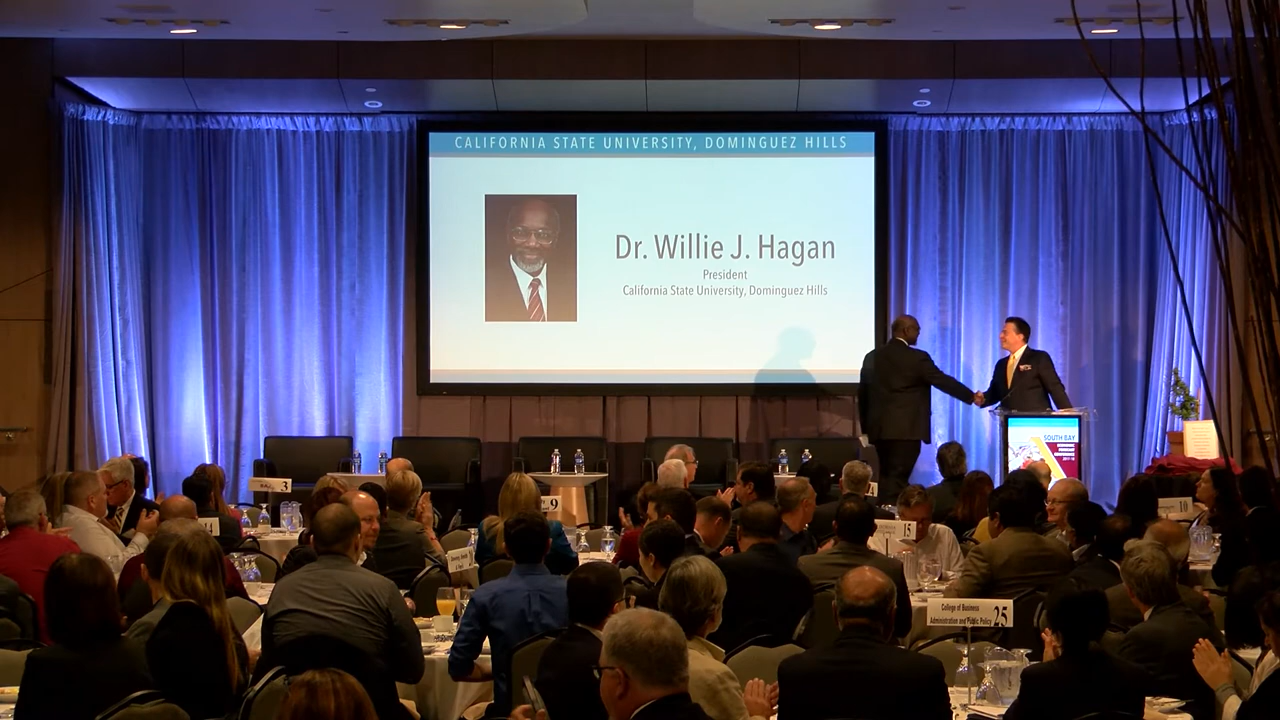 CALIFORNIA STATE UNIVERSITY, DOMINGUEZ HILLS
Dr. Willie J. Hagan
President
California State University, Dominguez Hills
SOUTH BAY
3
9
15
10
College of Business
Administration and Public Policy
25